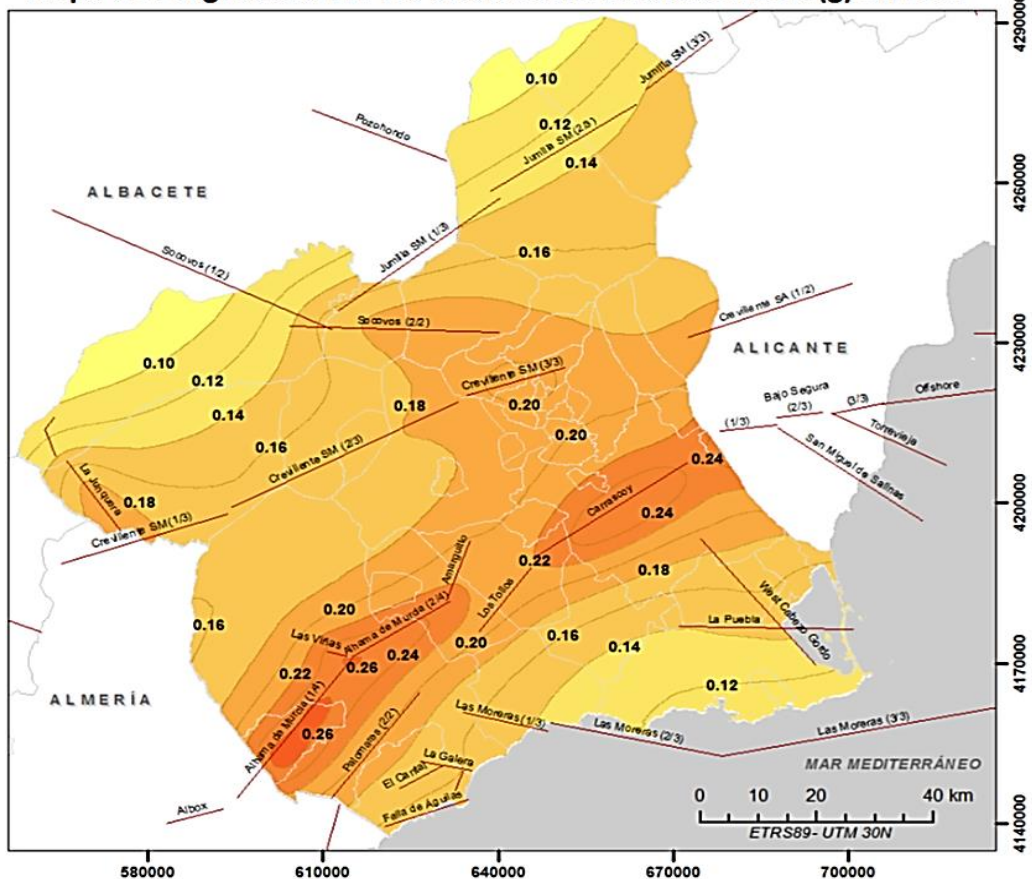 4290000
Jumilla SM (3/3)
0.10
Pozohondo
0.12
Jumilla SM (2/3)
0.14
ALBACETE
4260000
Socovos (1/2)
Jumilla SM (1/3)
0.16
Crevillente SA (1/2)
Socovos (2/2)
4230000
ALICANTE
0.10
0.12
Crevillente SM (3/3)
0.14
0.18
0.20
Bajo Segura
(2/3)
(3/3)
Offshore
(1/3)
Torrevieja
0.16
0.20
Crevillente SM (2/3)
San Miguel de Salinas
0.24
La Junquera
0.18
Carrascoy
0.24
4200000
Crevillente SM (1/3)
Amarguillo
0.22
0.18
Los Tollos
West Cabezo Gordo
0.20
0.16
Alhama de Murcia (2/4)
La Puebla
Las Viñas
0.20
0.16
0.14
0.24
0.26
0.22
4170000
0.12
ALMERÍA
Alhama de Murcia (1/4)
Palomares (2/2)
Las Moreras (1/3)
Las Moreras (2/3)
Las Moreras (3/3)
0.26
La Galera
El Cantal
MAR MEDITERRÁNEO
Falla de Aguilas
Albox
0 10 20 40 km
ETRS89- UTM 30N
4140000
580000 610000 640000 670000 700000